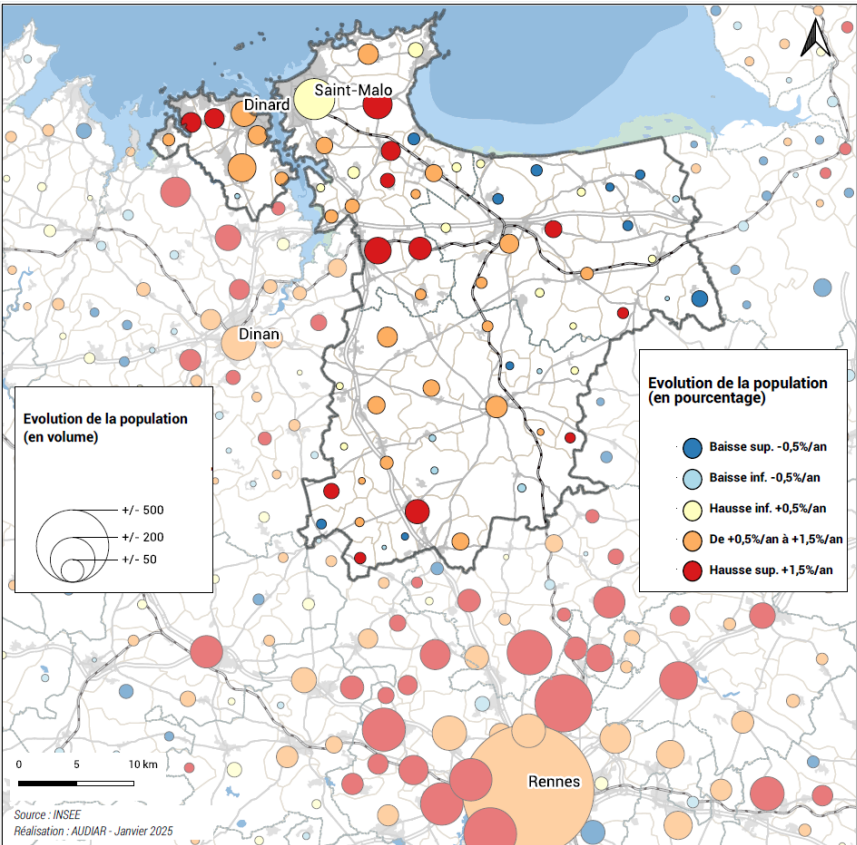 Saint-Malo
Dinard
Dinan
Evolution de la population
(en pourcentage)
Baisse sup. -0,5%/an
Baisse inf. -0,5%/an
Hausse inf. +0,5%/an
De +0,5%/an à +1,5%/an
Hausse sup. +1,5%/an
Evolution de la population
(en volume)
+/- 500
+/- 200
+/- 50
Rennes
0 5 10 km
Source : INSEE
Réalisation : AUDIAR - Janvier 2025